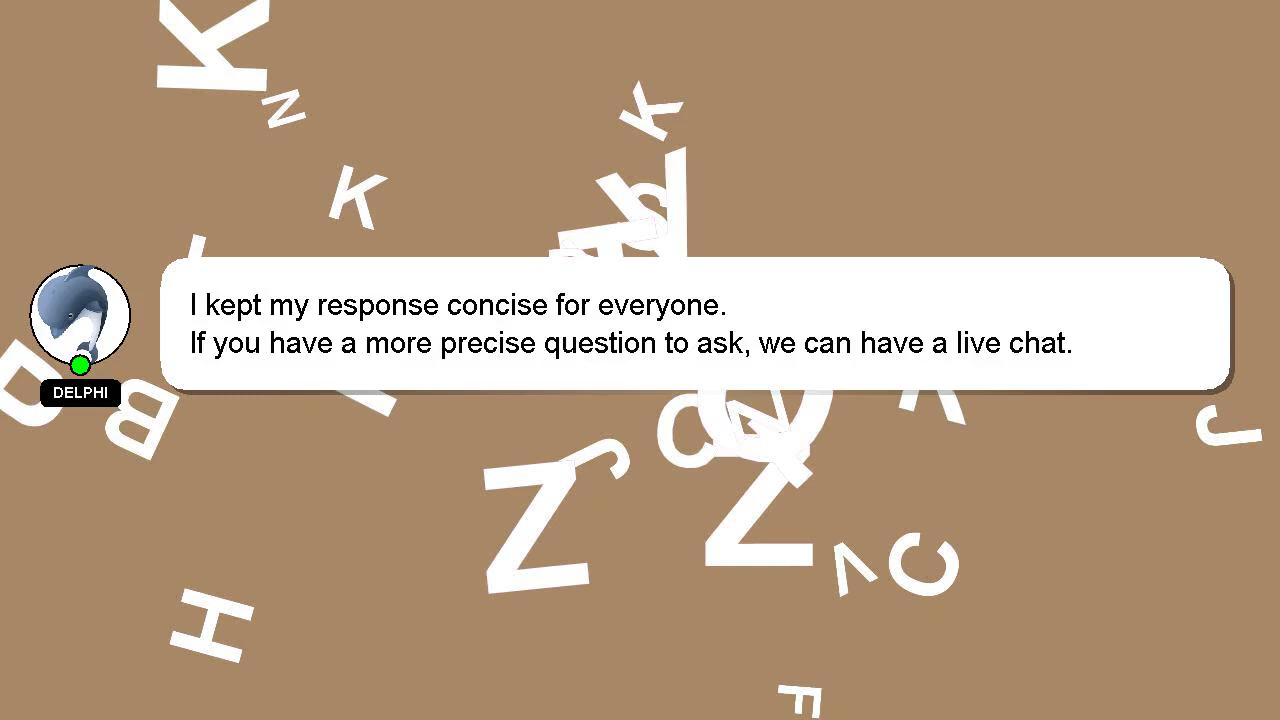 K
N
K
K
S
I kept my response concise for everyone.
If you have a more precise question to ask, we can have a live chat.
DELPHI
B
B
J
C
N
J
Z
Z
V
C
H
F